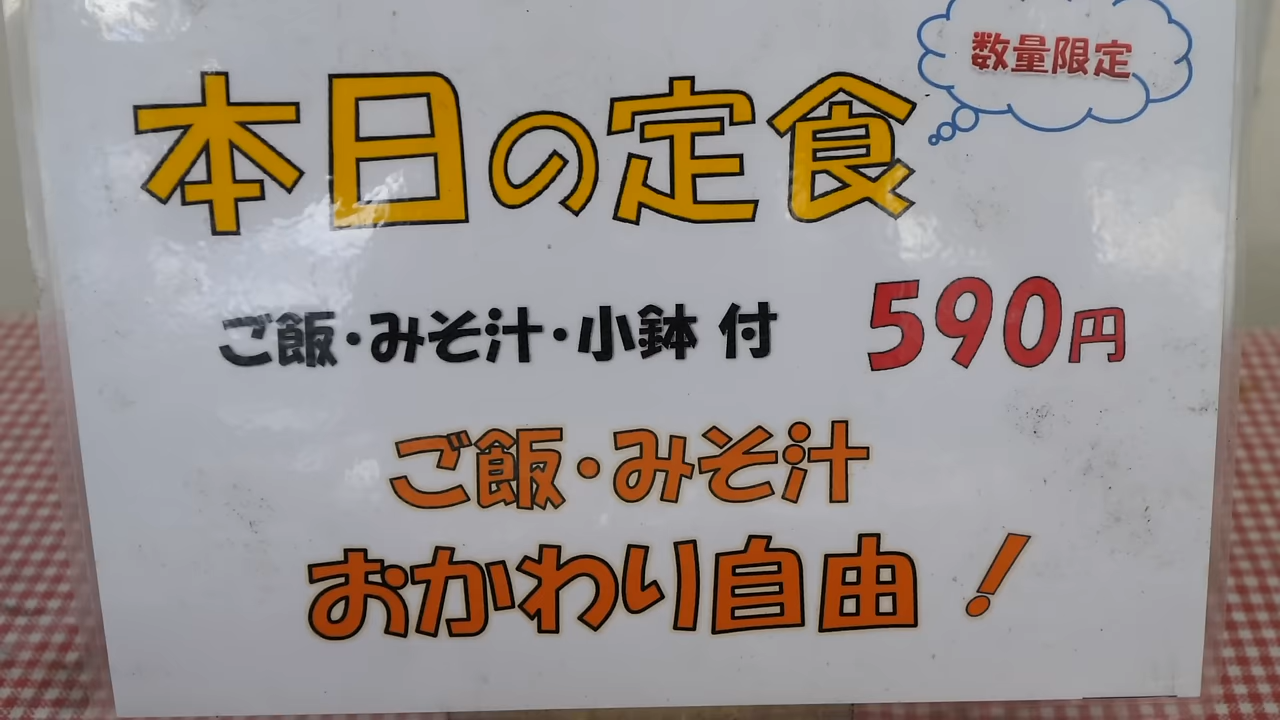 数量限定
本日の定食
ご飯・みそ汁・小鉢 付 590円
ご飯・みそ汁
おかわり自由！